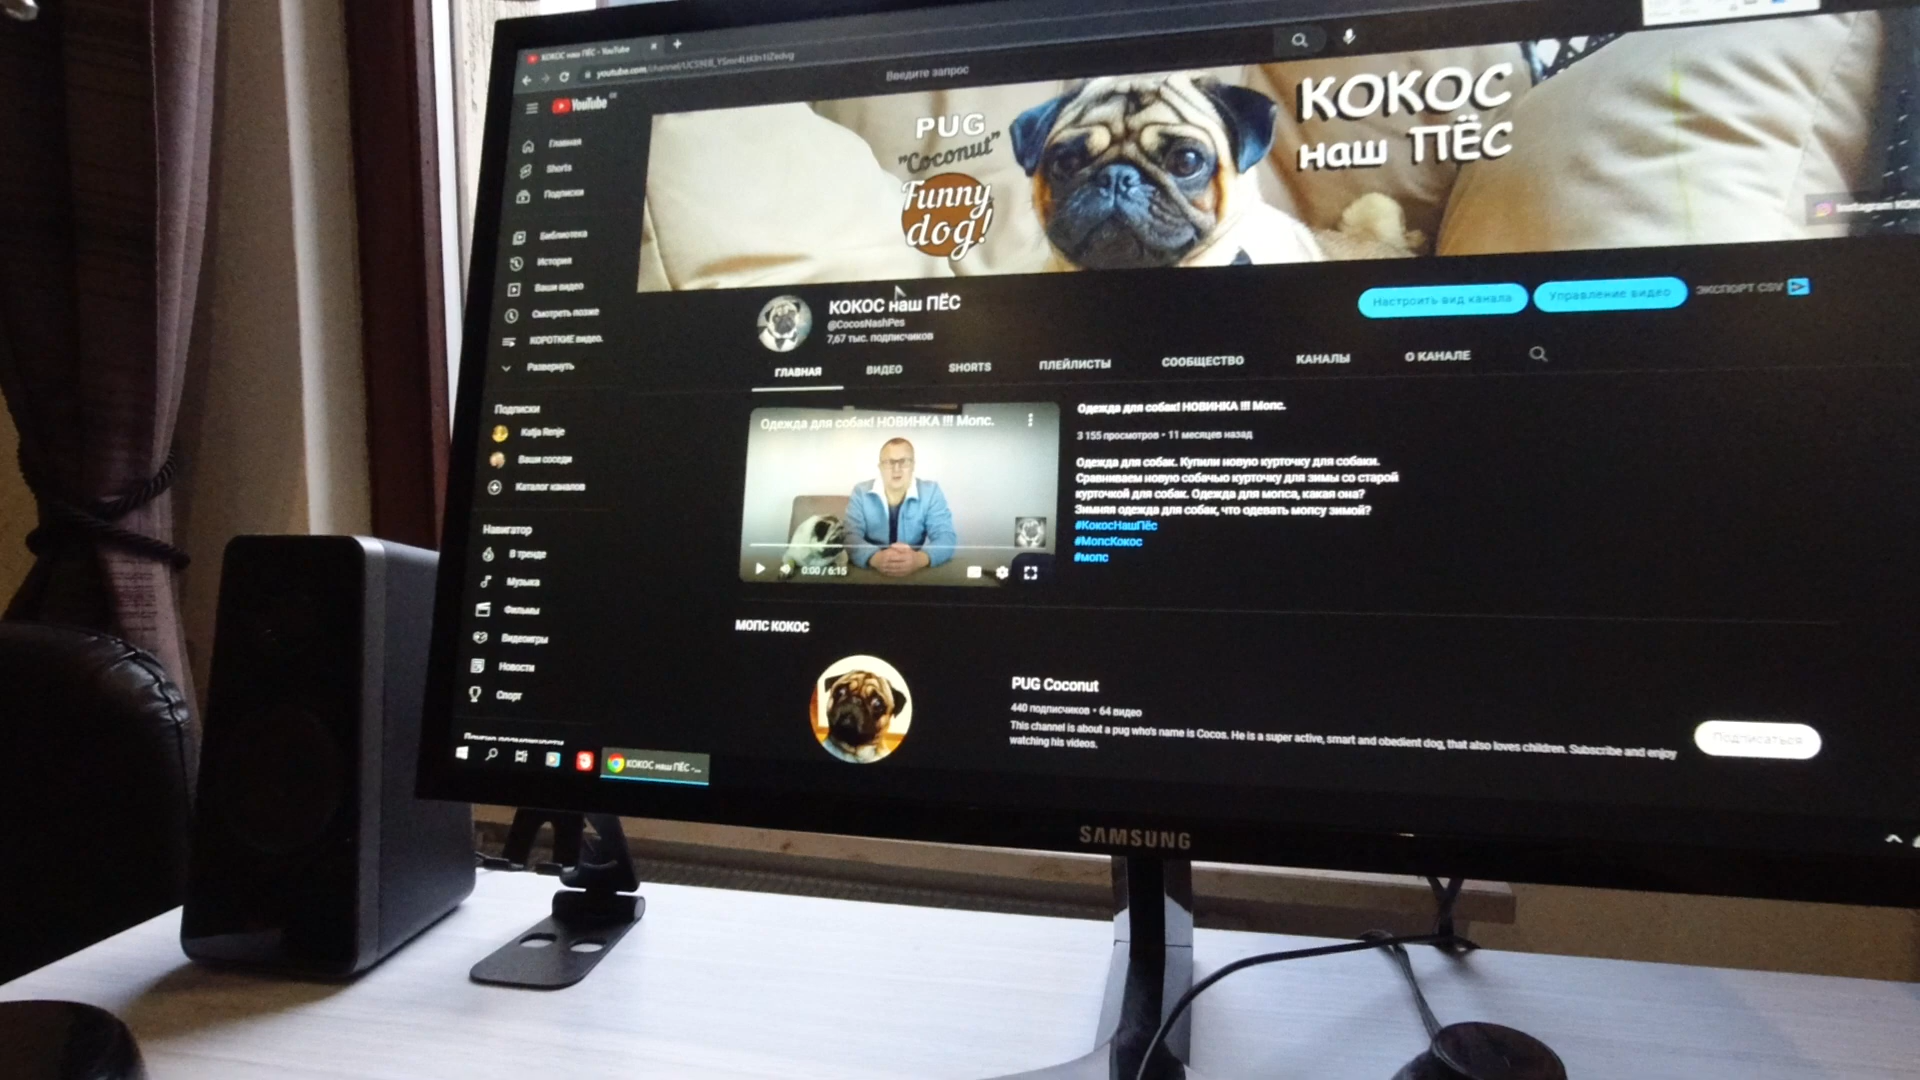 КОКОС наш ПЁС - YouTube
youtube.com/channel/
Введите запрос
YouTube
Главная
Shorts
Подписки
Библиотека
История
Ваши видео
Смотреть позже
КОРОТКИЕ видео.
Развернуть
Подписки
Katja Renje
Ваши соседи
Каталог каналов
Навигатор
В тренде
Музыка
Фильмы
Видеоигры
Новости
Спорт
PUG
"Coconut"
Funny
dog!
КОКОС
наш ПЁС
Instagram
КОКОС наш ПЁС
@CocosNashPes
7,67 тыс. подписчиков
Настроить вид канала
Управление видео
ЭКСПОРТ CSV
ГЛАВНАЯ
ВИДЕО
SHORTS
ПЛЕЙЛИСТЫ
СООБЩЕСТВО
КАНАЛЫ
О КАНАЛЕ
Одежда для собак! НОВИНКА !!! Мопс.
0:00 / 6:15
Одежда для собак! НОВИНКА !!! Мопс.
3 155 просмотров • 11 месяцев назад
Одежда для собак. Купили новую курточку для собаки.
Сравниваем новую собачью курточку для зимы со старой
курточкой для собак. Одежда для мопса, какая она?
Зимняя одежда для собак, что одевать мопсу зимой?
#КокосНашПёс
#МопсКокос
#мопс
МОПС КОКОС
PUG Coconut
440 подписчиков • 64 видео
This channel is about a pug who's name is Cocos. He is a super active, smart and obedient dog, that also loves children. Subscribe and enjoy
watching his videos.
Подписаться
КОКОС наш ПЁС -...
SAMSUNG